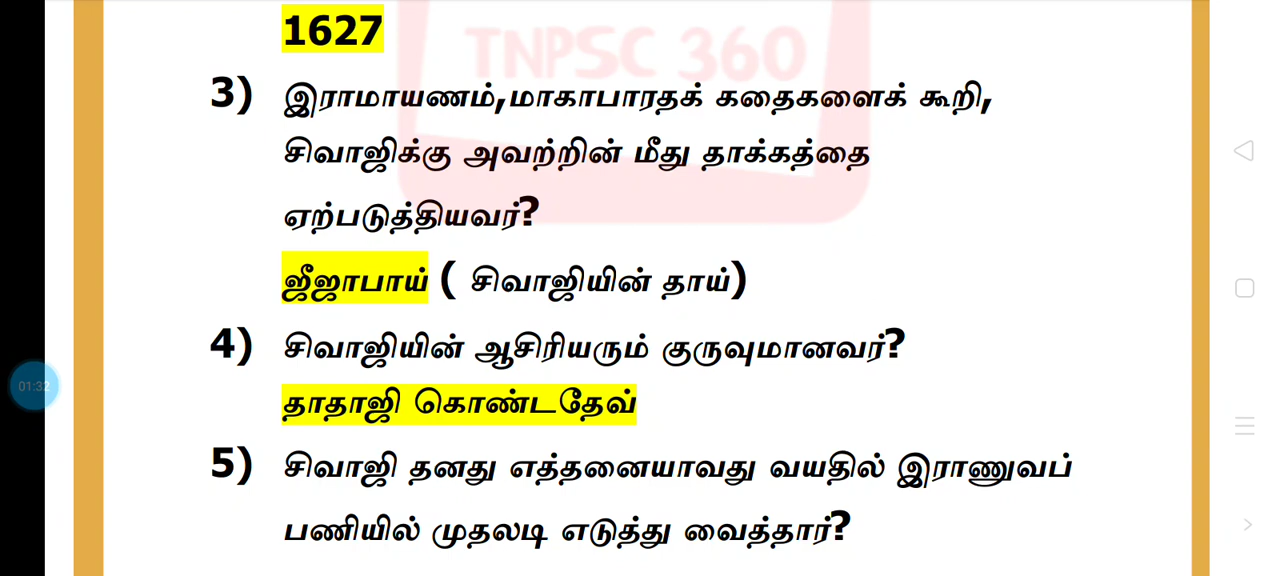 1627
TNPSC 360
3) இராமாயணம்,மாகாபாரதக் கதைகளைக் கூறி,
சிவாஜிக்கு அவற்றின் மீது தாக்கத்தை
ஏற்படுத்தியவர்?
ஜீஜாபாய் ( சிவாஜியின் தாய்)
4) சிவாஜியின் ஆசிரியரும் குருவுமானவர்?
தாதாஜி கொண்டதேவ்
01:32
5) சிவாஜி தனது எத்தனையாவது வயதில் இராணுவப்
பணியில் முதலடி எடுத்து வைத்தார்?